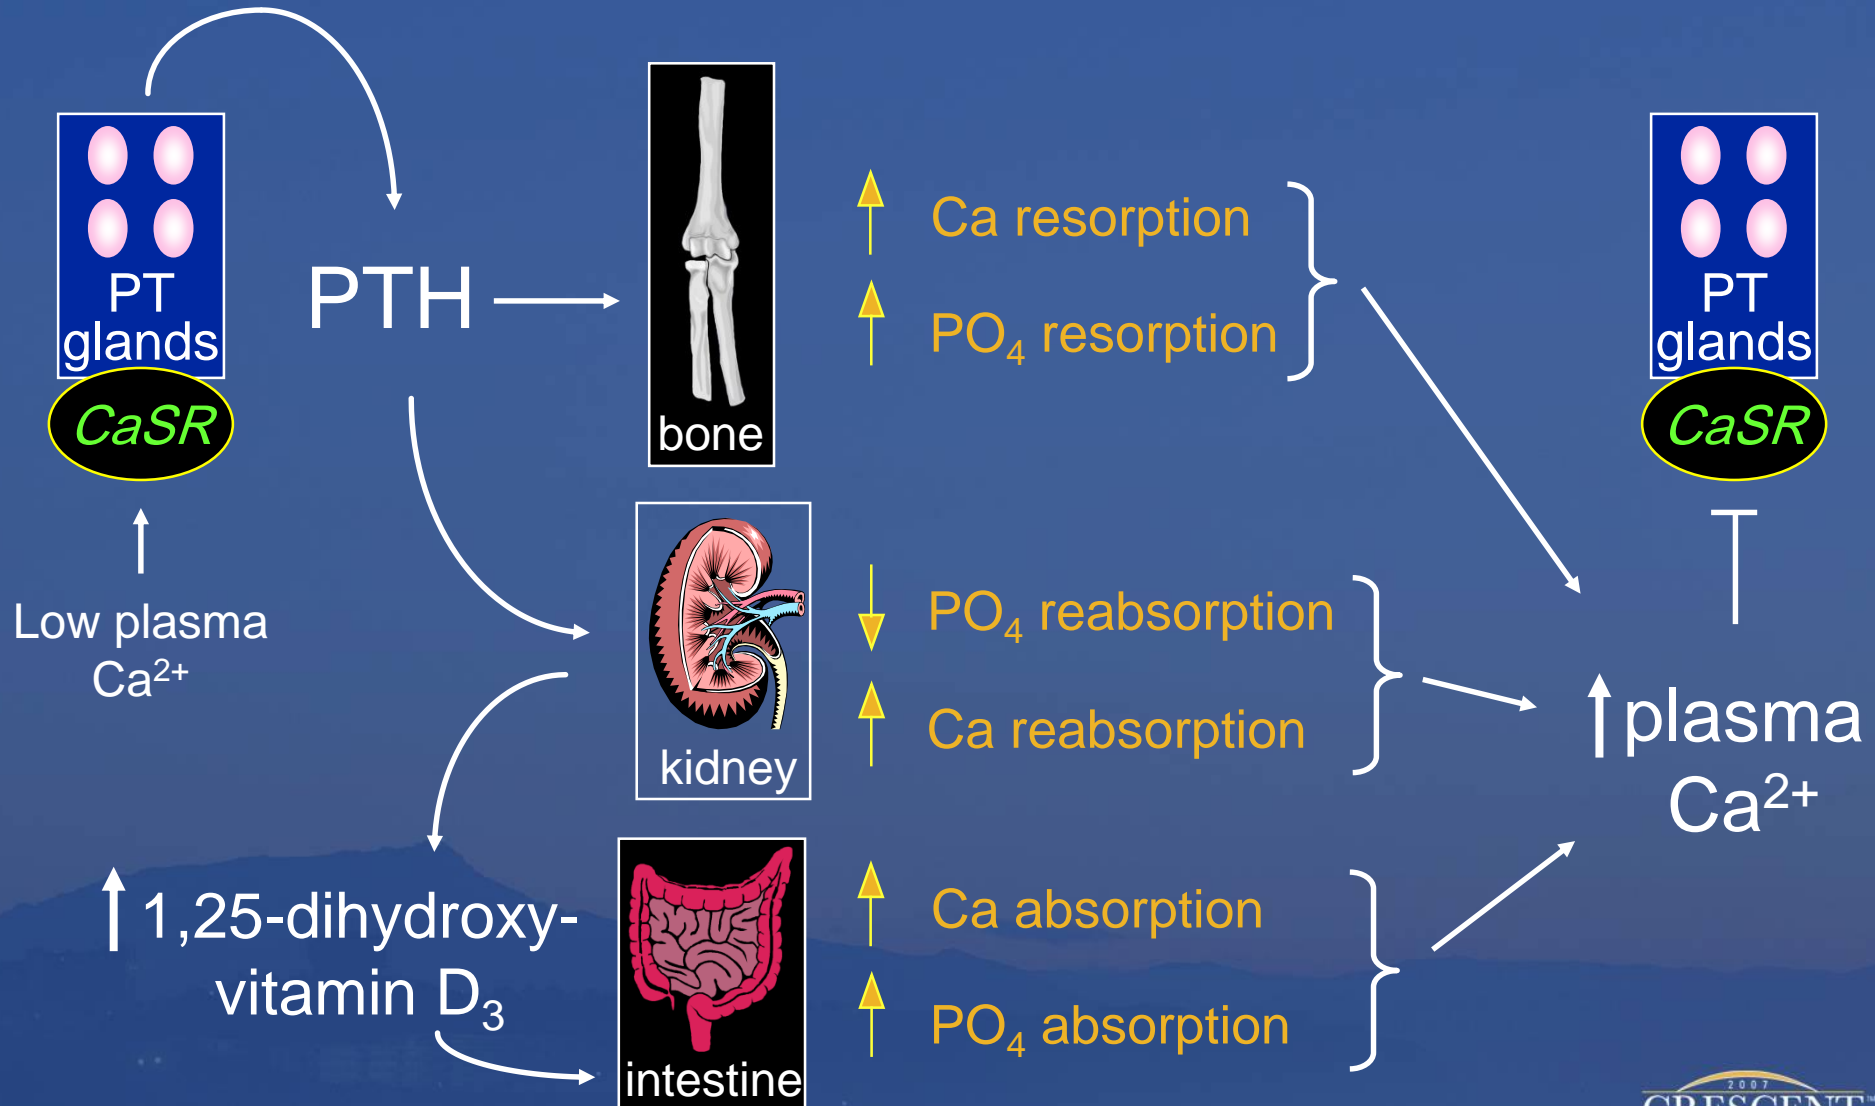 PT
glands
CaSR
Low plasma
Ca²⁺
PTH
bone
Ca resorption
PO₄ resorption
kidney
PO₄ reabsorption
Ca reabsorption
1,25-dihydroxy-
vitamin D₃
intestine
Ca absorption
PO₄ absorption
PT
glands
CaSR
plasma
Ca²⁺
2007
CRESCENT